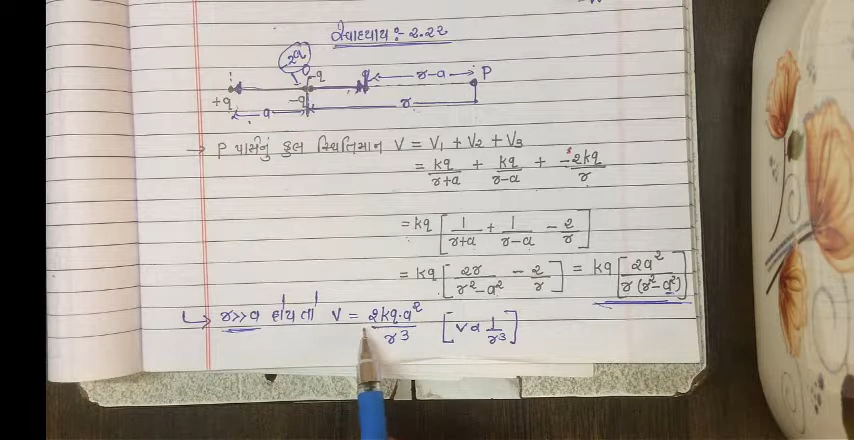 સ્વાધ્યાય :- 2.22
2q
-q q r-a P
+q -q r
a
→ P પાસેનું કુલ સ્થિતિમાન V = V₁ + V₂ + V₃
= kq/(r+a) + kq/(r-a) + -2kq/r
= kq [1/(r+a) + 1/(r-a) - 2/r]
= kq [2r/(r²-a²) - 2/r] = kq [2a²/(r(r²-a²))]
→ r>>a હોય તો V = 2kq·a²/r³ [V ∝ 1/r³]